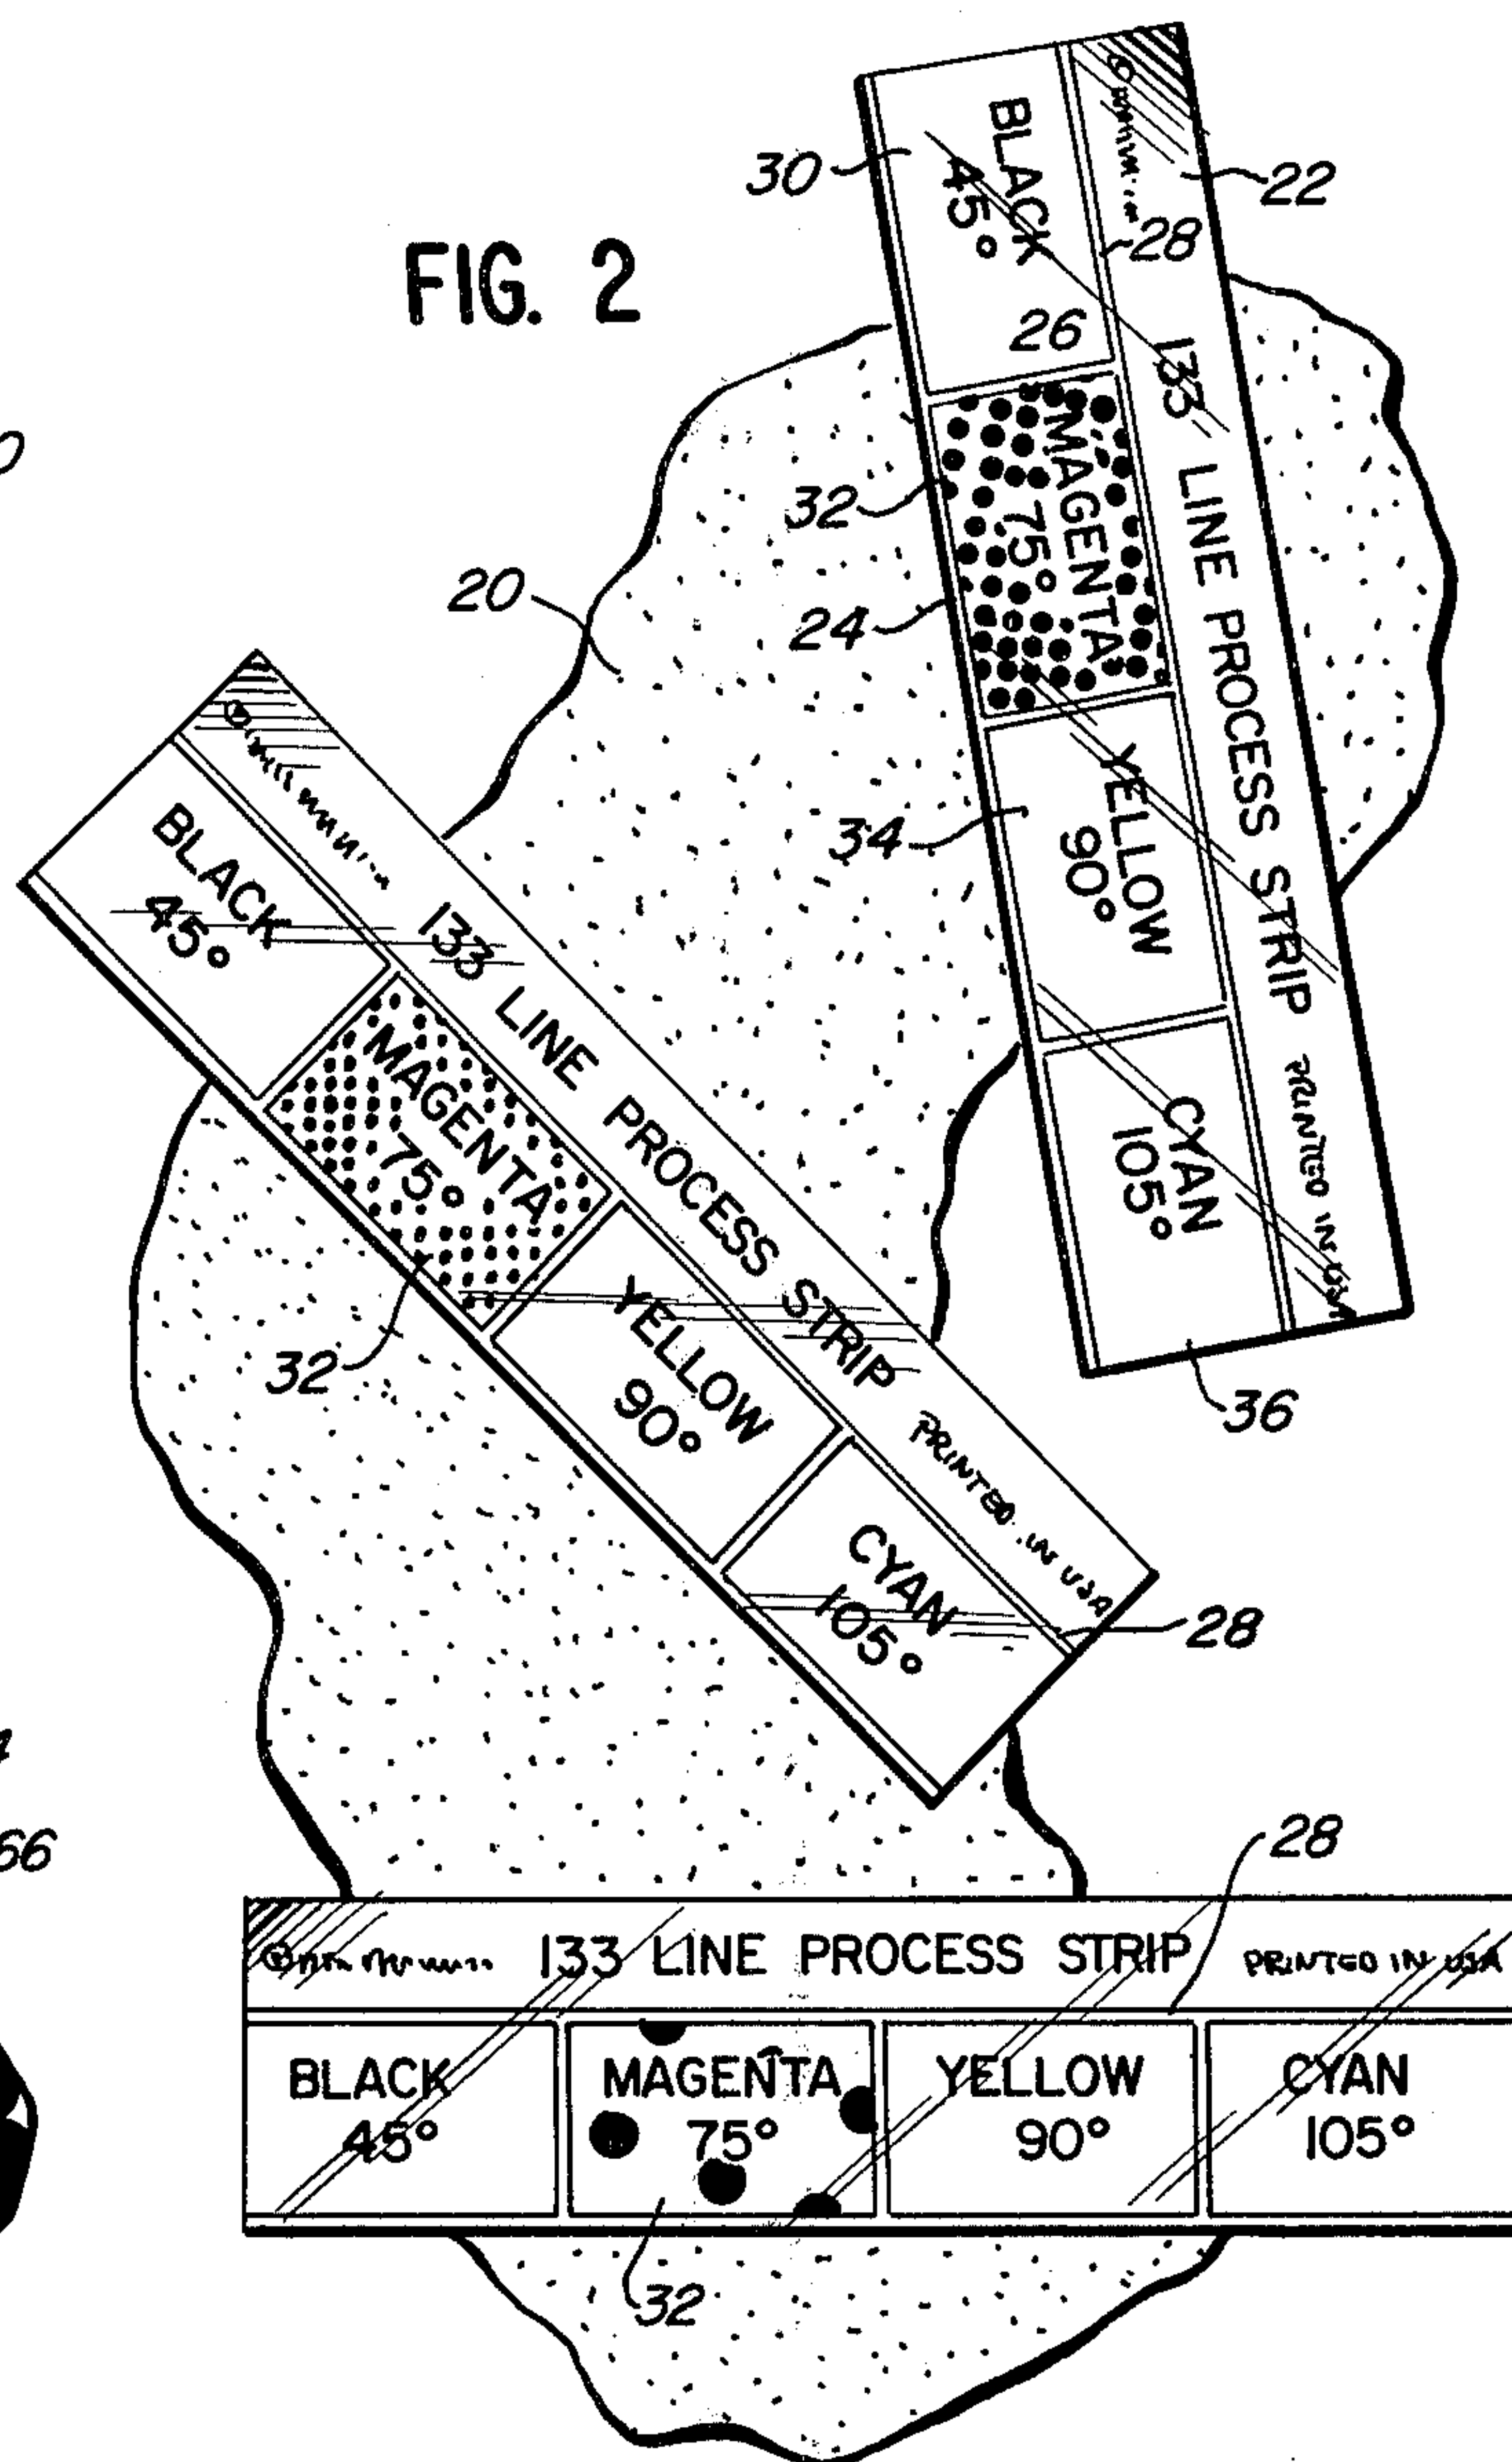 FIG. 2
30
22
28
BLACK
45°
26
133 LINE PROCESS STRIP PRINTED IN USA
32
MAGENTA
75°
20
24
34
YELLOW
90°
CYAN
105°
36
133 LINE PROCESS STRIP PRINTED IN USA
BLACK
45°
MAGENTA
75°
32
YELLOW
90°
CYAN
105°
28
66
28
133 LINE PROCESS STRIP PRINTED IN USA
BLACK
45°
MAGENTA
75°
YELLOW
90°
CYAN
105°
32